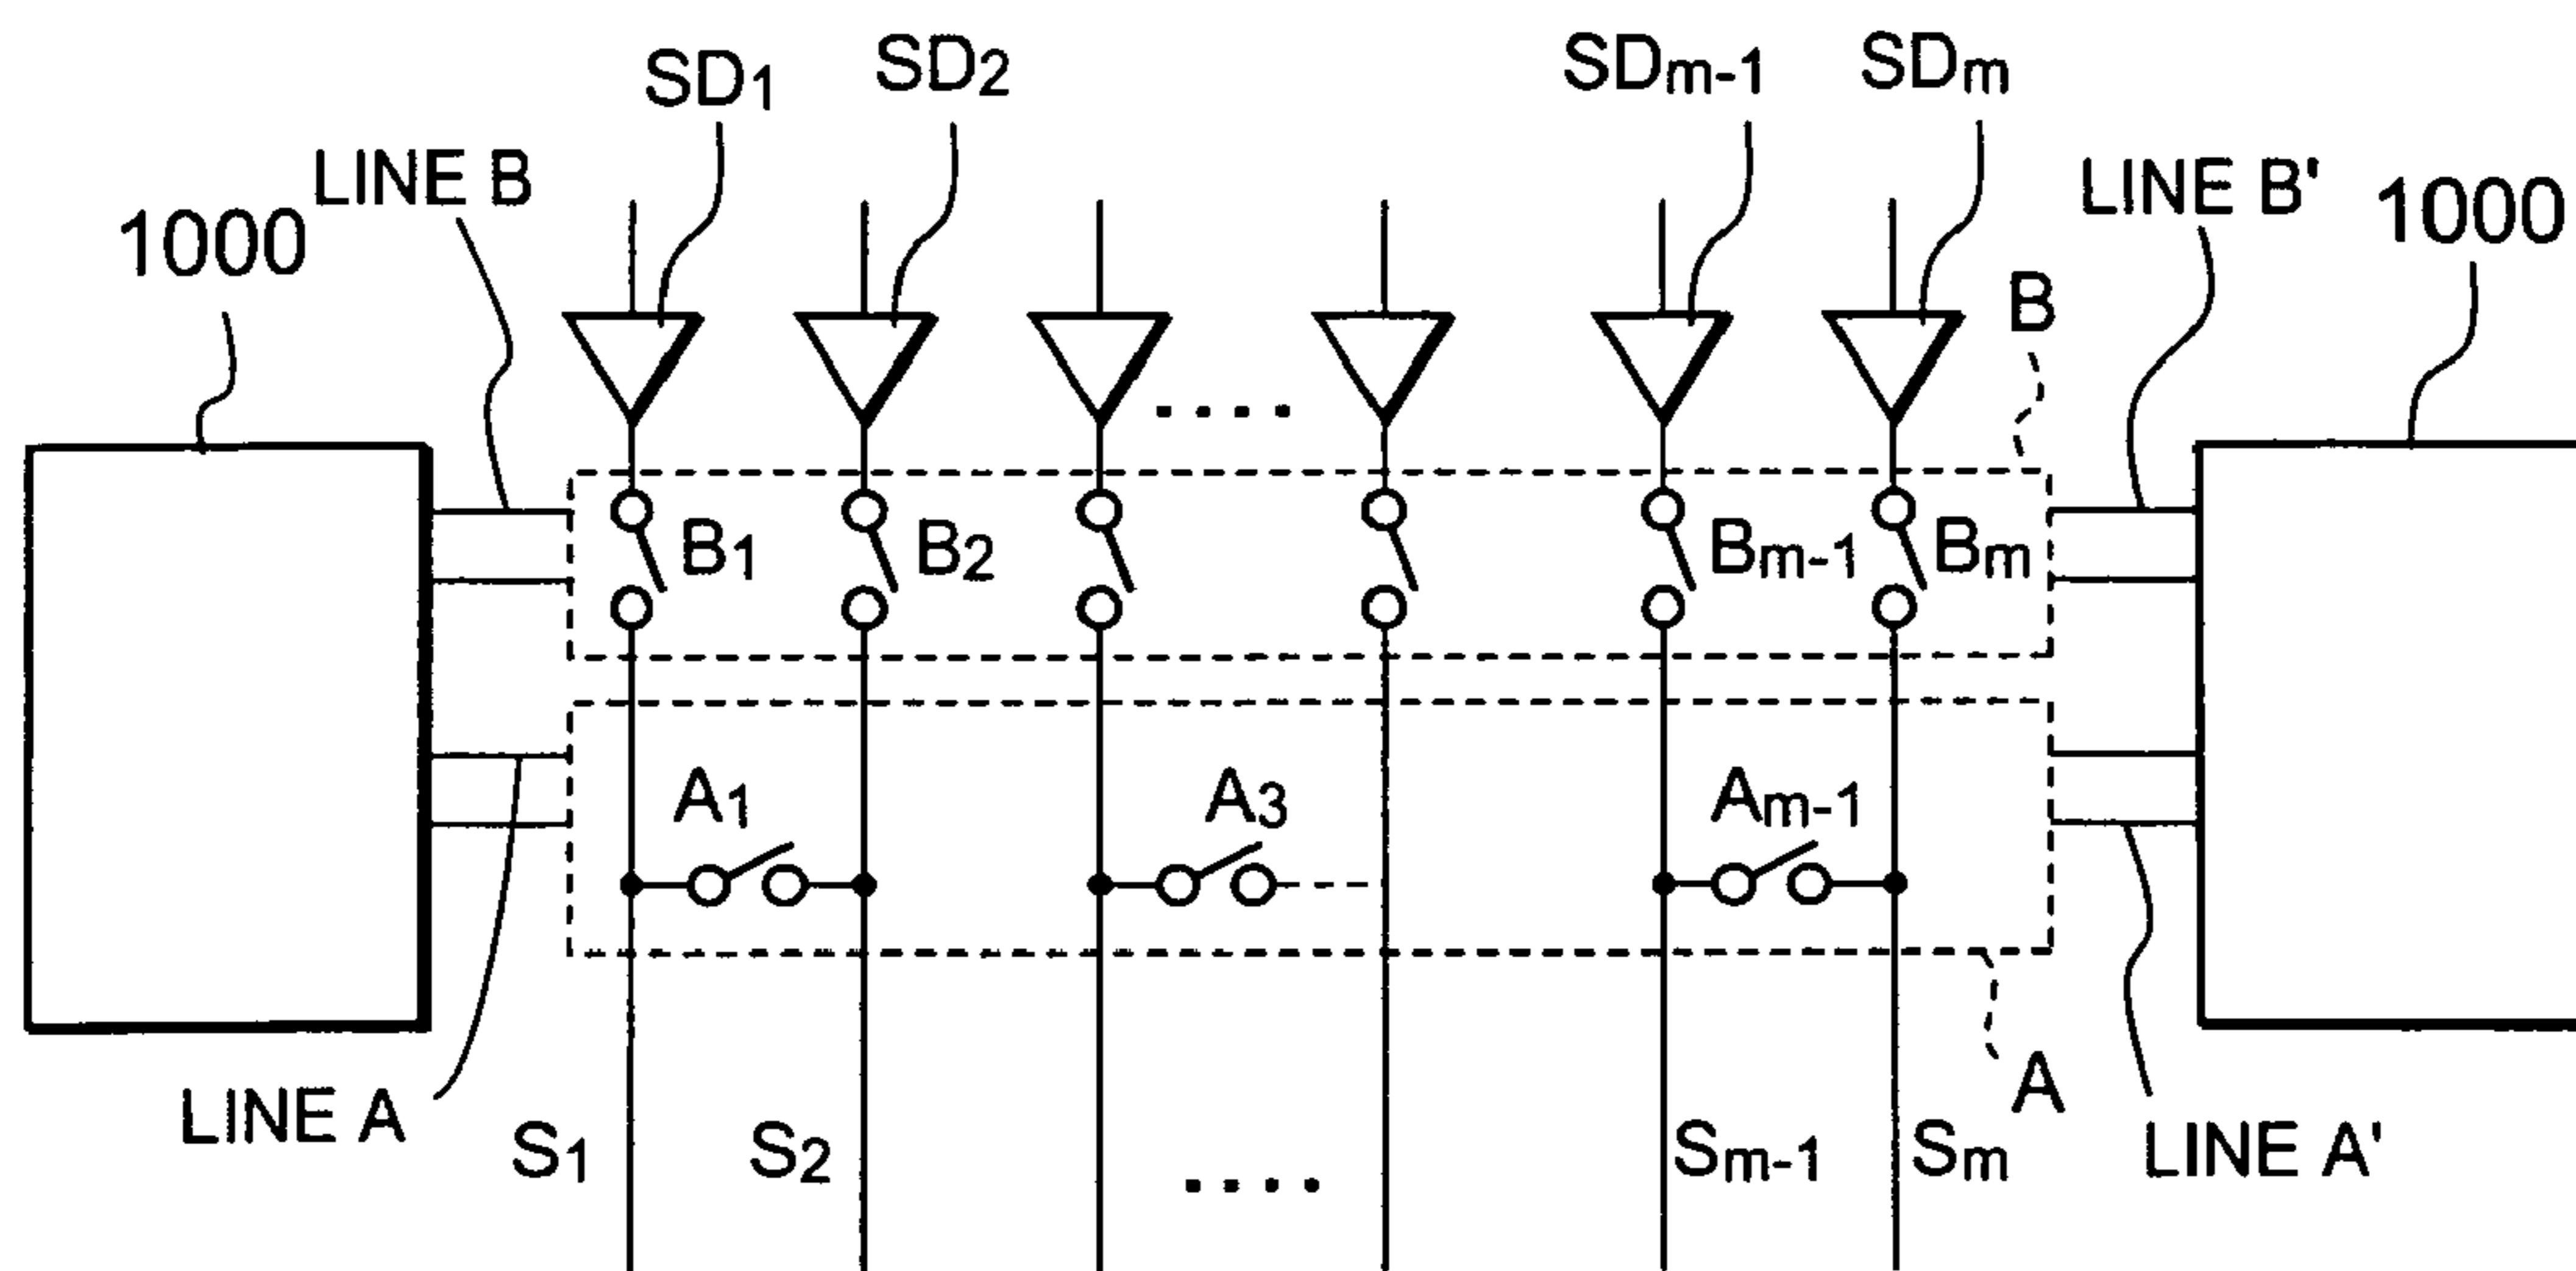 SD1 SD2 SDm-1 SDm
LINE B LINE B'
1000 1000
B
B1 B2 Bm-1 Bm
A1 A3 Am-1
A
LINE A LINE A'
S1 S2 Sm-1 Sm